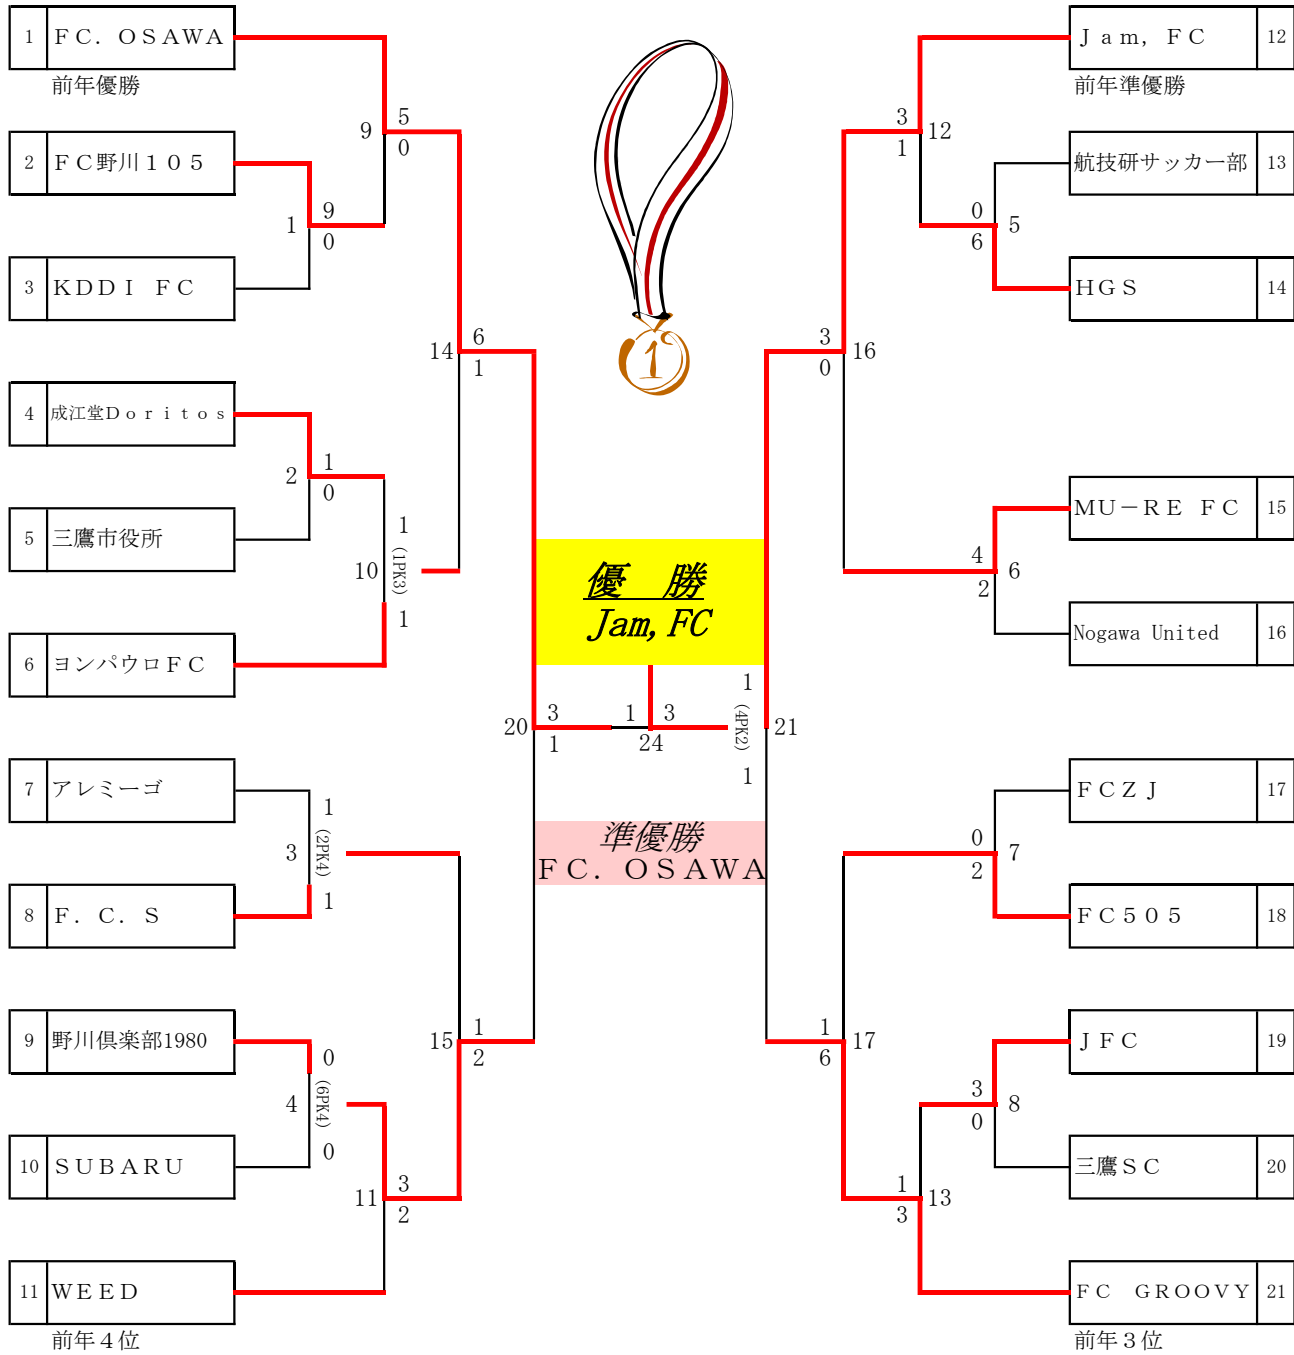 1 ＦＣ．ＯＳＡＷＡ
前年優勝
2 ＦＣ野川１０５
3 ＫＤＤＩ　ＦＣ
4 成江堂Ｄｏｒｉｔｏｓ
5 三鷹市役所
6 ヨンパウロＦＣ
7 アレミーゴ
8 Ｆ．Ｃ．Ｓ
9 野川倶楽部1980
10 ＳＵＢＡＲＵ
11 ＷＥＥＤ
前年４位
9
5
0
1
9
0
14
6
1
2
1
0
10
1
(1PK3)
1
20
3
1
3
1
(2PK4)
1
15
1
2
4
0
(6PK4)
0
11
3
2
1
優　勝
Jam, FC
1
3
24
準優勝
ＦＣ．ＯＳＡＷＡ
3
1
12
0
6
5
3
0
16
4
2
6
1
(4PK2)
1
21
0
2
7
1
6
17
3
0
8
1
3
13
Ｊａｍ，ＦＣ 12
前年準優勝
航技研サッカー部 13
ＨＧＳ 14
ＭＵ－ＲＥ　ＦＣ 15
Nogawa United 16
ＦＣＺＪ 17
ＦＣ５０５ 18
ＪＦＣ 19
三鷹ＳＣ 20
ＦＣ　ＧＲＯＯＶＹ 21
前年３位